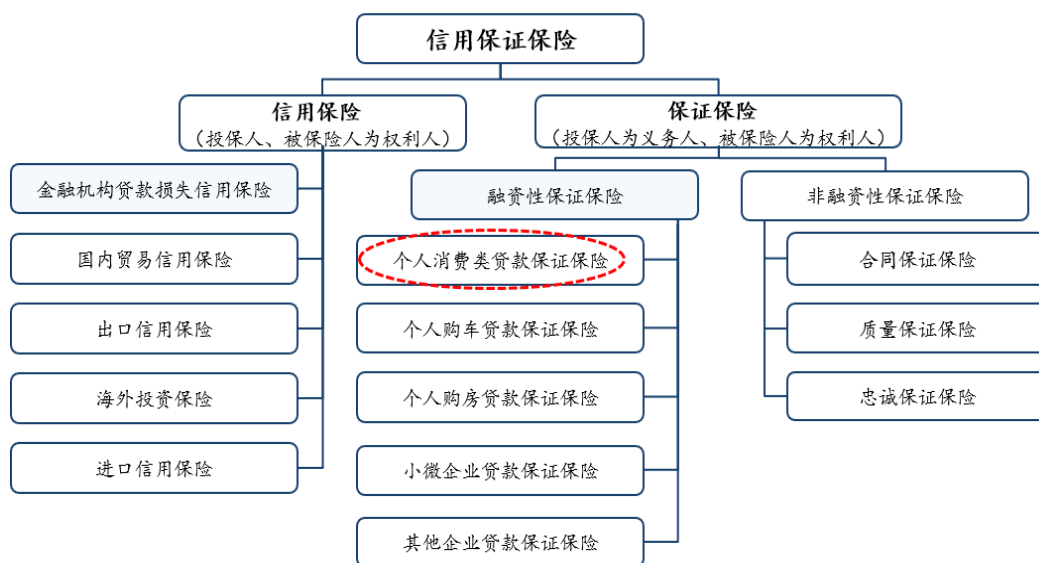 信用保证保险
信用保险
（投保人、被保险人为权利人）
金融机构贷款损失信用保险
国内贸易信用保险
出口信用保险
海外投资保险
进口信用保险
保证保险
（投保人为义务人、被保险人为权利人）
融资性保证保险
个人消费类贷款保证保险
个人购车贷款保证保险
个人购房贷款保证保险
小微企业贷款保证保险
其他企业贷款保证保险
非融资性保证保险
合同保证保险
质量保证保险
忠诚保证保险